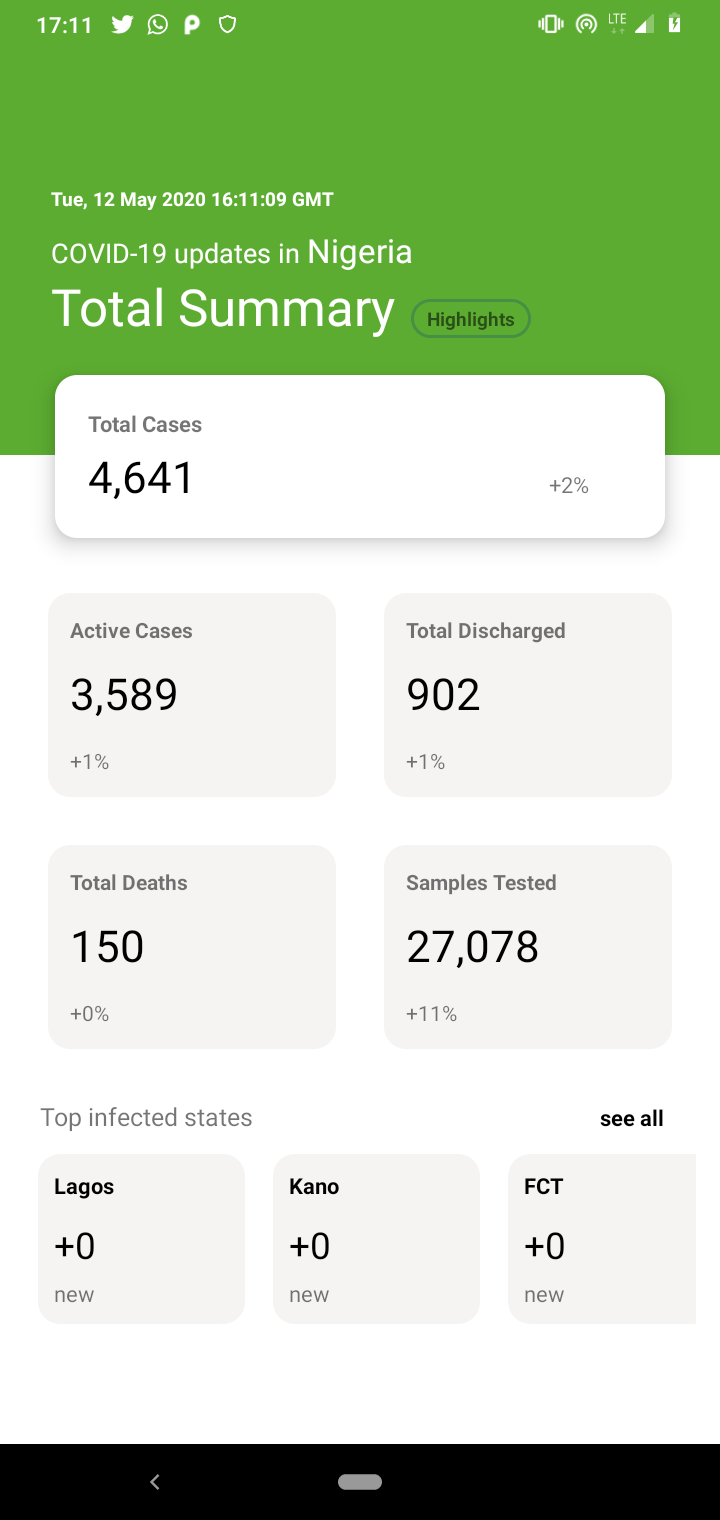 17:11
LTE
Tue, 12 May 2020 16:11:09 GMT
COVID-19 updates in Nigeria
Total Summary Highlights
Total Cases
4,641 +2%
Active Cases
3,589
+1%
Total Discharged
902
+1%
Total Deaths
150
+0%
Samples Tested
27,078
+11%
Top infected states see all
Lagos
+0
new
Kano
+0
new
FCT
+0
new